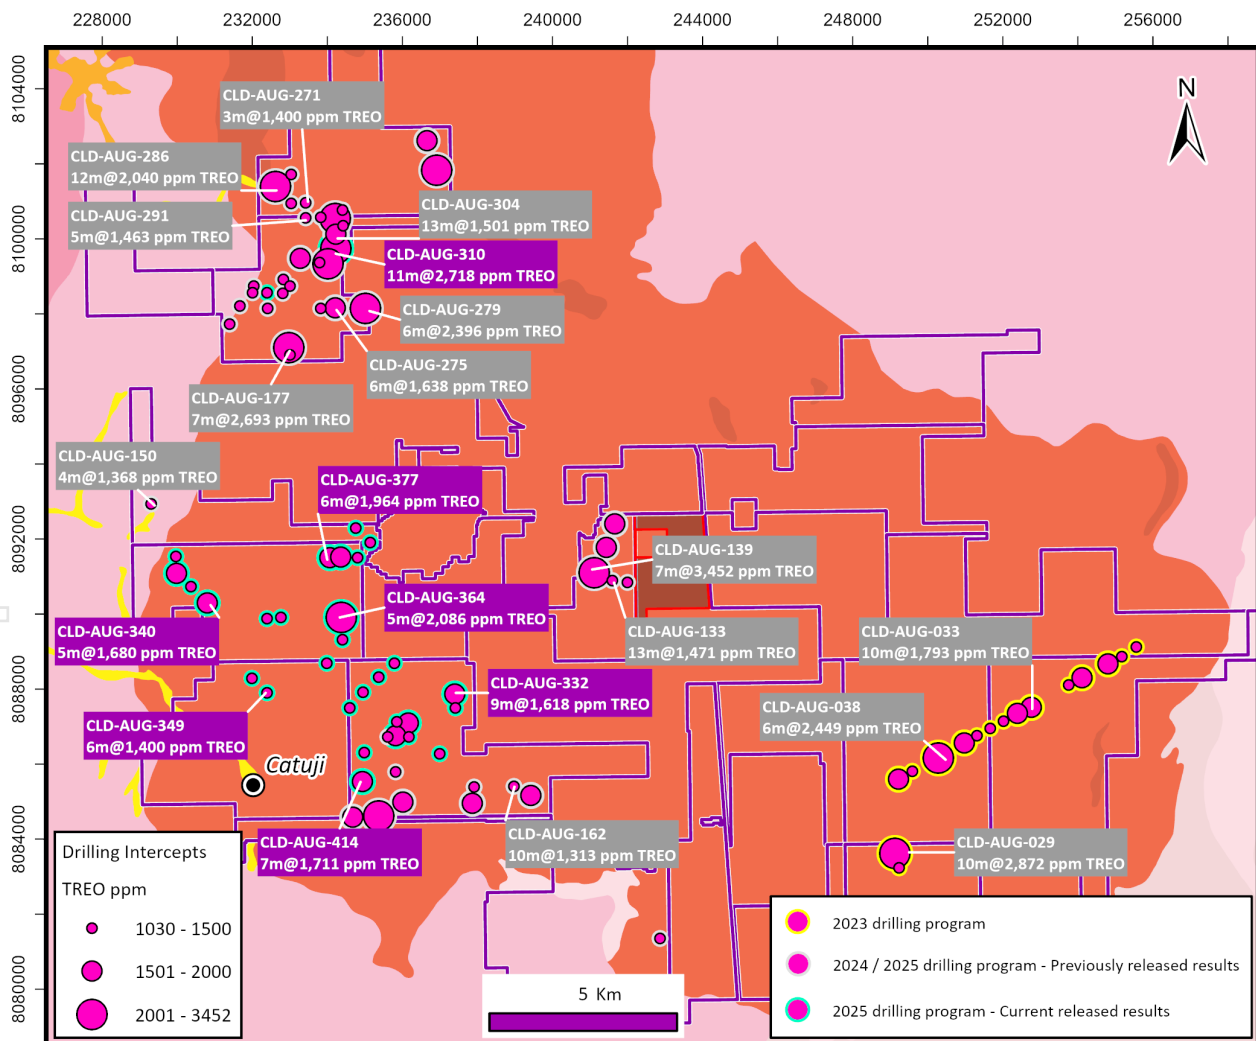 228000 232000 236000 240000 244000 248000 252000 256000
8104000
8100000
8096000
8092000
8088000
8084000
8080000
N
CLD-AUG-271
3m@1,400 ppm TREO
CLD-AUG-286
12m@2,040 ppm TREO
CLD-AUG-291
5m@1,463 ppm TREO
CLD-AUG-304
13m@1,501 ppm TREO
CLD-AUG-310
11m@2,718 ppm TREO
CLD-AUG-279
6m@2,396 ppm TREO
CLD-AUG-275
6m@1,638 ppm TREO
CLD-AUG-177
7m@2,693 ppm TREO
CLD-AUG-150
4m@1,368 ppm TREO
CLD-AUG-377
6m@1,964 ppm TREO
CLD-AUG-139
7m@3,452 ppm TREO
CLD-AUG-364
5m@2,086 ppm TREO
CLD-AUG-340
5m@1,680 ppm TREO
CLD-AUG-133
13m@1,471 ppm TREO
CLD-AUG-033
10m@1,793 ppm TREO
CLD-AUG-332
9m@1,618 ppm TREO
CLD-AUG-038
6m@2,449 ppm TREO
CLD-AUG-349
6m@1,400 ppm TREO
Catuji
CLD-AUG-414
7m@1,711 ppm TREO
CLD-AUG-162
10m@1,313 ppm TREO
CLD-AUG-029
10m@2,872 ppm TREO
Drilling Intercepts
TREO ppm
1030 - 1500
1501 - 2000
2001 - 3452
5 Km
2023 drilling program
2024 / 2025 drilling program - Previously released results
2025 drilling program - Current released results